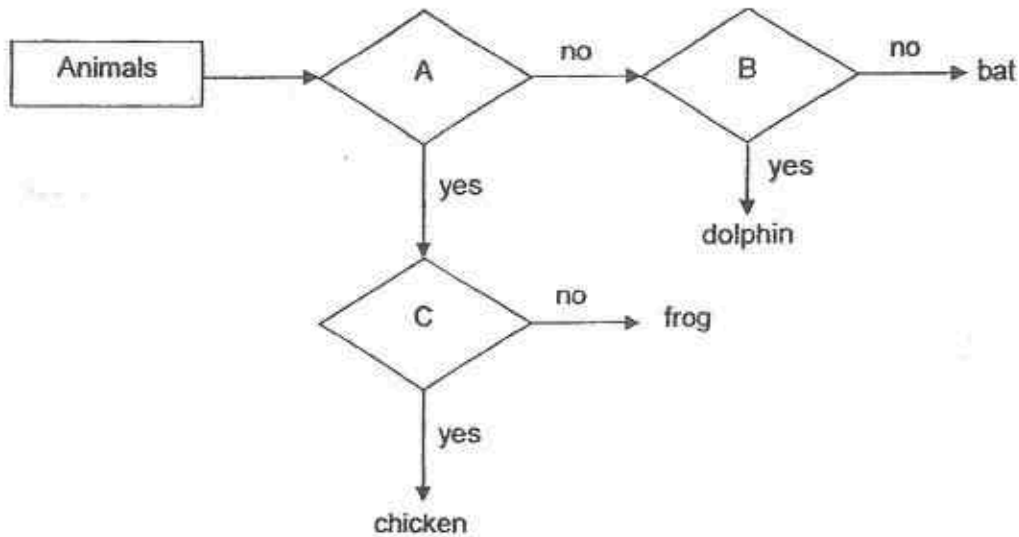 Animals
A
no
B
no
bat
yes
yes
dolphin
C
no
frog
yes
chicken